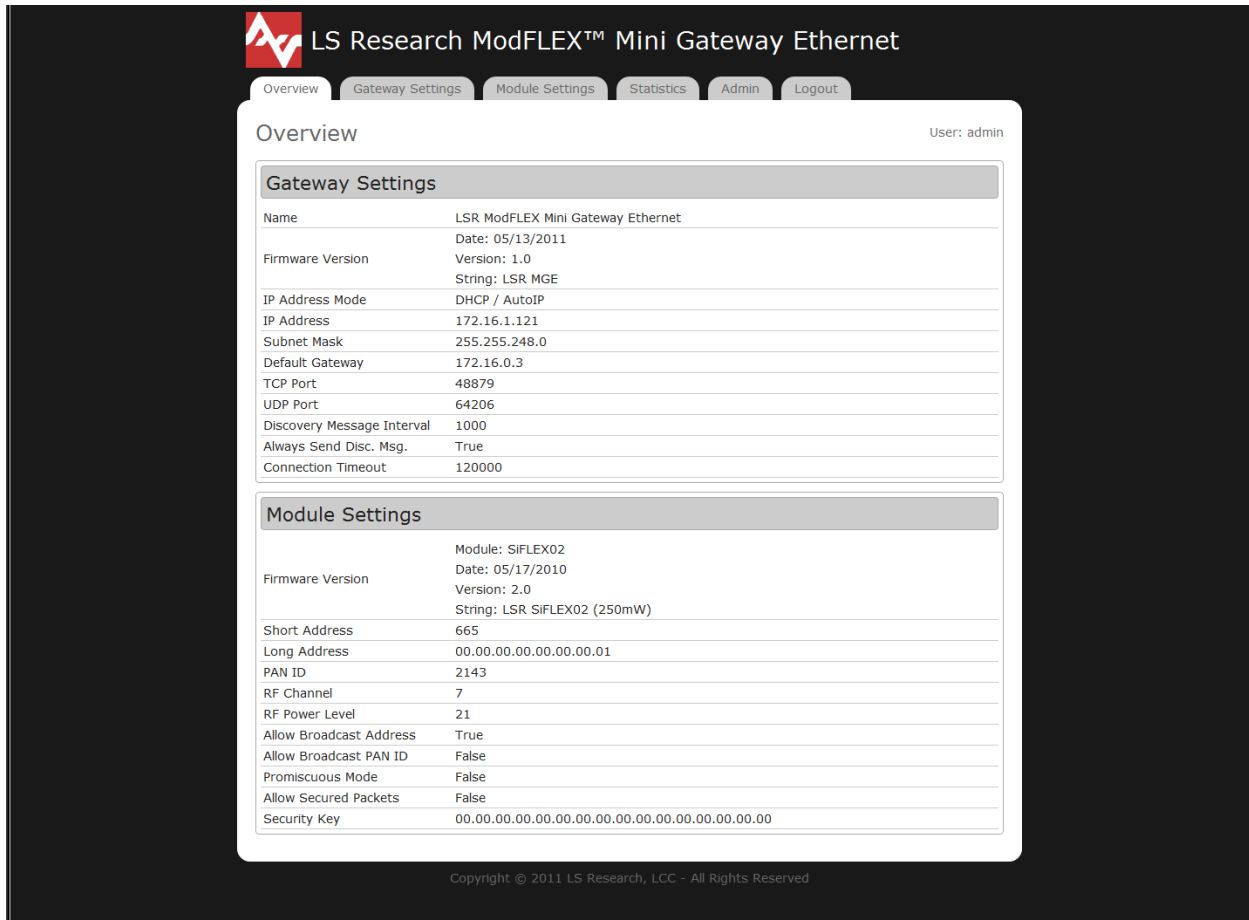 LS Research ModFLEX™ Mini Gateway Ethernet
Overview Gateway Settings Module Settings Statistics Admin Logout
Overview User: admin
Gateway Settings
Name LSR ModFLEX Mini Gateway Ethernet
Firmware Version Date: 05/13/2011
Version: 1.0
String: LSR MGE
IP Address Mode DHCP / AutoIP
IP Address 172.16.1.121
Subnet Mask 255.255.248.0
Default Gateway 172.16.0.3
TCP Port 48879
UDP Port 64206
Discovery Message Interval 1000
Always Send Disc. Msg. True
Connection Timeout 120000
Module Settings
Firmware Version Module: SiFLEX02
Date: 05/17/2010
Version: 2.0
String: LSR SiFLEX02 (250mW)
Short Address 665
Long Address 00.00.00.00.00.00.00.01
PAN ID 2143
RF Channel 7
RF Power Level 21
Allow Broadcast Address True
Allow Broadcast PAN ID False
Promiscuous Mode False
Allow Secured Packets False
Security Key 00.00.00.00.00.00.00.00.00.00.00.00.00.00.00.00
Copyright © 2011 LS Research, LCC - All Rights Reserved